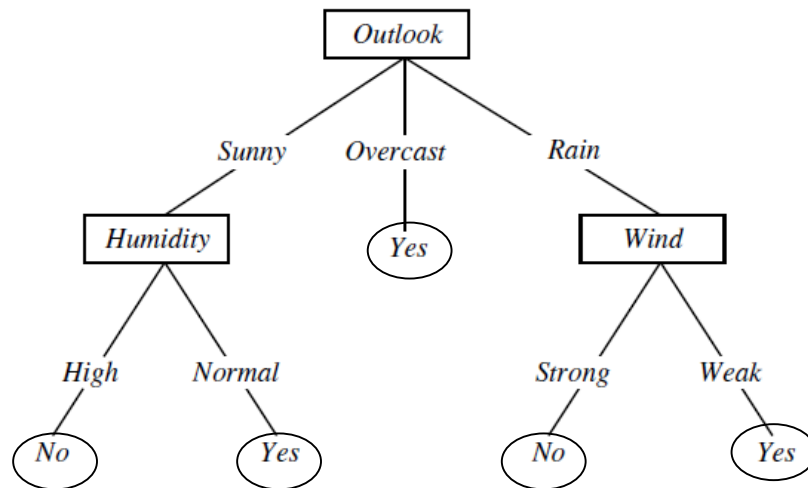 Outlook
Sunny Overcast Rain
Humidity Yes Wind
High Normal Strong Weak
No Yes No Yes